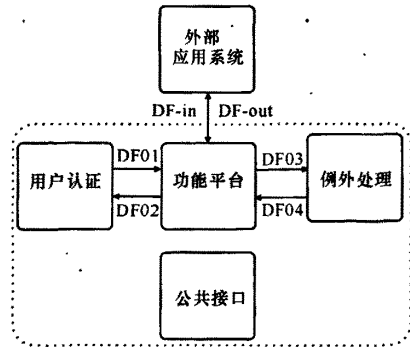 外部
应用系统
DF-in DF-out
DF01
DF03
用户认证
功能平台
例外处理
DF02
DF04
公共接口